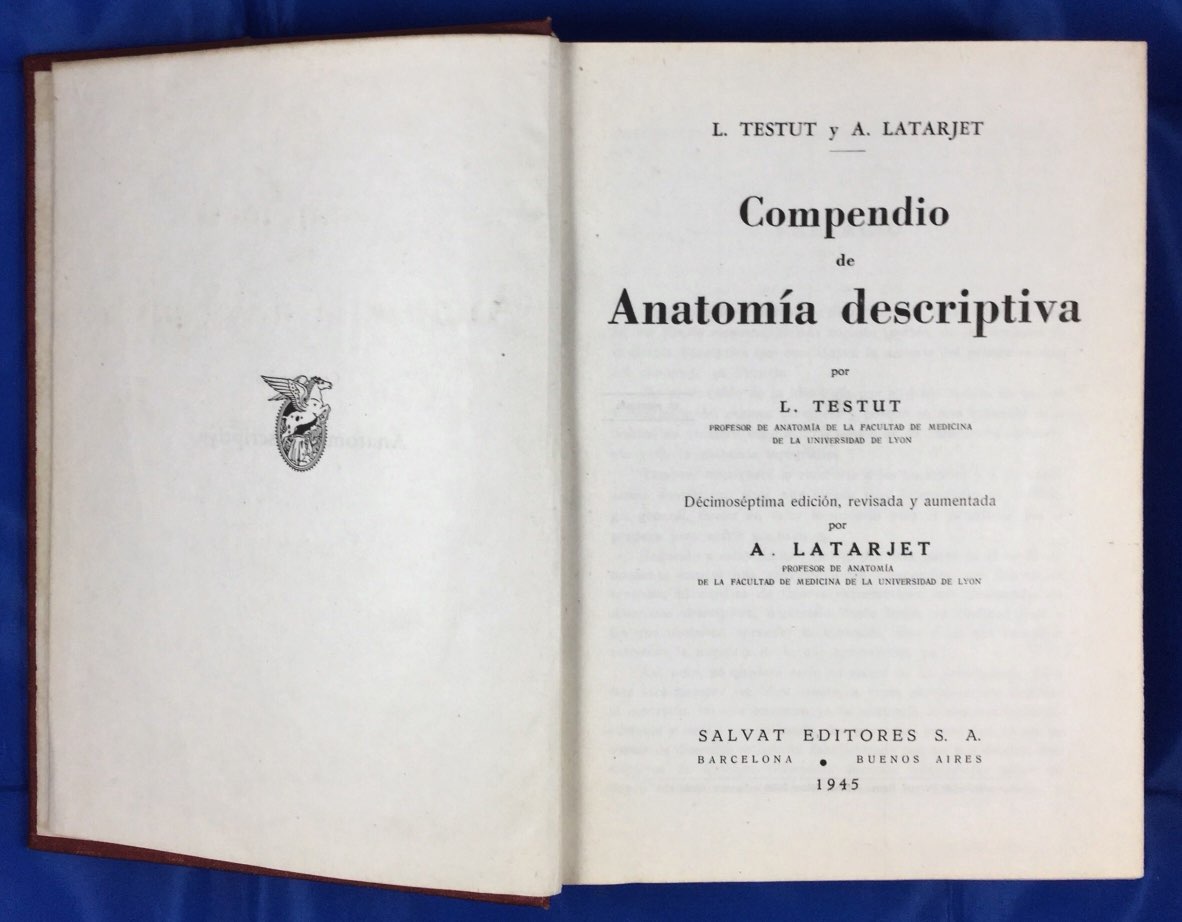 L. TESTUT y A. LATARJET
Compendio
de
Anatomía descriptiva
por
L. TESTUT
PROFESOR DE ANATOMÍA DE LA FACULTAD DE MEDICINA
DE LA UNIVERSIDAD DE LYON
Décimoséptima edición, revisada y aumentada
por
A. LATARJET
PROFESOR DE ANATOMÍA
DE LA FACULTAD DE MEDICINA DE LA UNIVERSIDAD DE LYON
SALVAT EDITORES S. A.
BARCELONA • BUENOS AIRES
1945